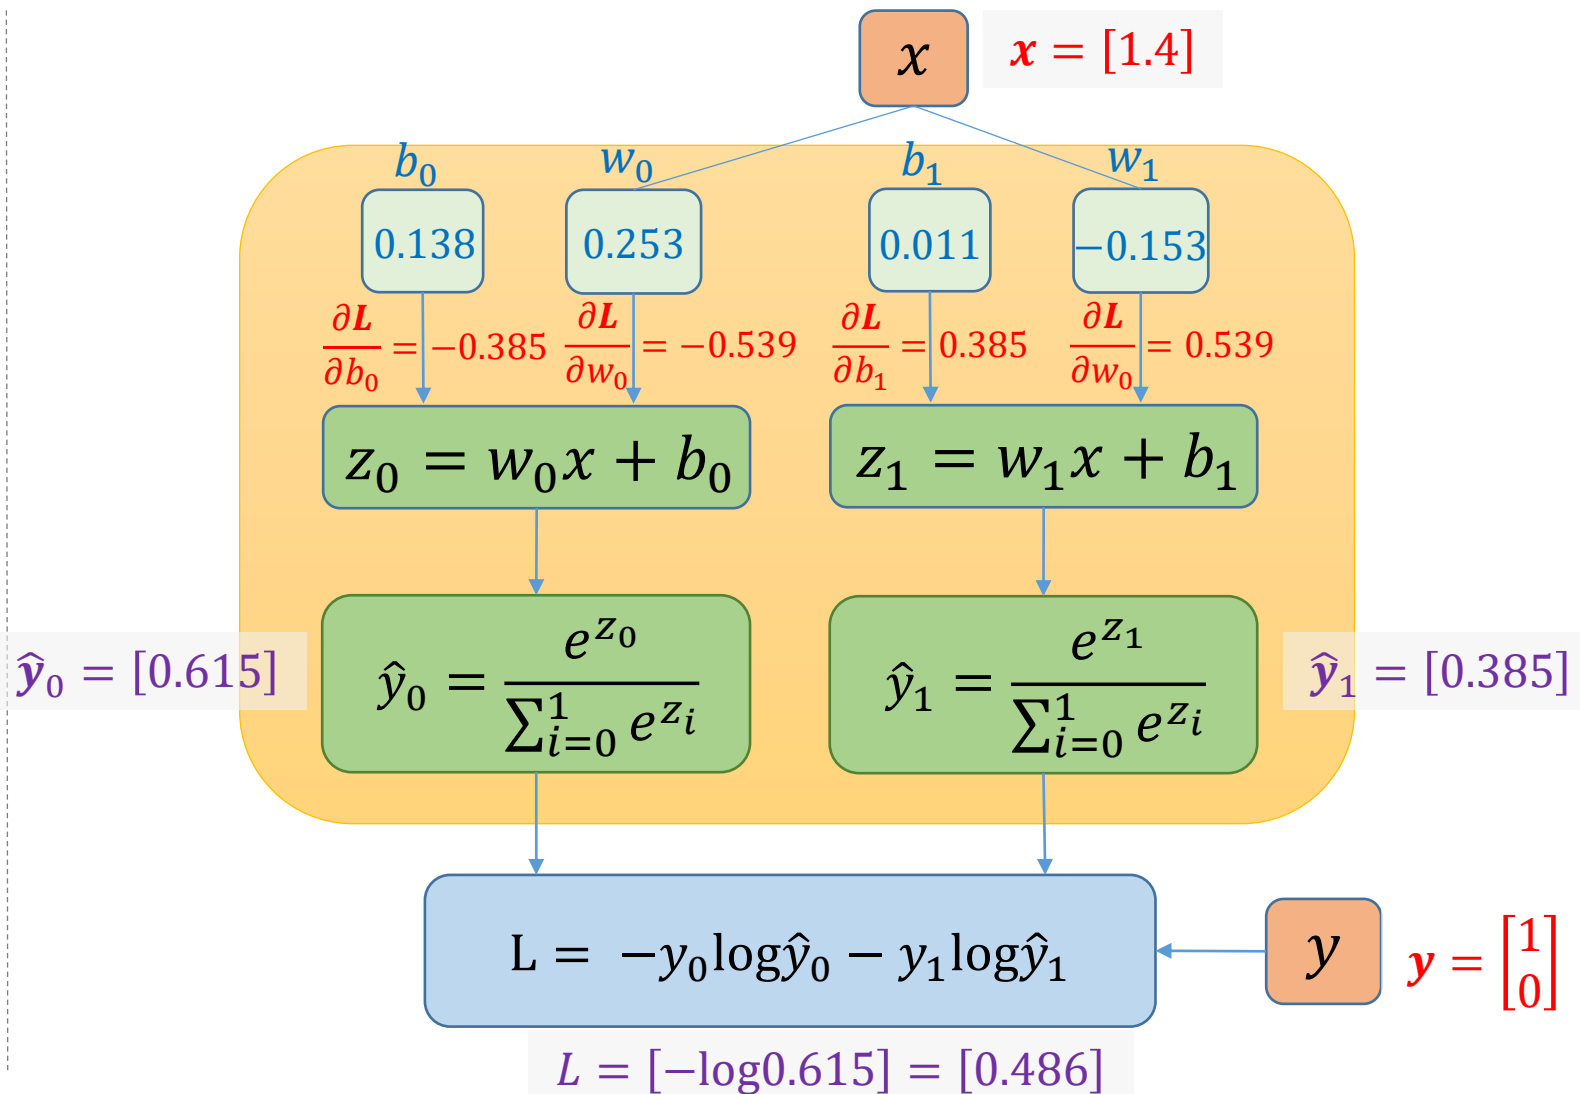 x
𝒙 = [1.4]
b₀ w₀ b₁ w₁
0.138 0.253 0.011 −0.153
∂𝑳/∂b₀ = −0.385 ∂𝑳/∂w₀ = −0.539 ∂𝑳/∂b₁ = 0.385 ∂𝑳/∂w₀ = 0.539
z₀ = w₀x + b₀ z₁ = w₁x + b₁
ŷ₀ = [0.615]
ŷ₀ = e^{z₀} / ∑_{i=0}^{1} e^{z_i}
ŷ₁ = e^{z₁} / ∑_{i=0}^{1} e^{z_i}
ŷ₁ = [0.385]
L = −y₀logŷ₀ − y₁logŷ₁
y
𝒚 = [1 0]
L = [−log0.615] = [0.486]